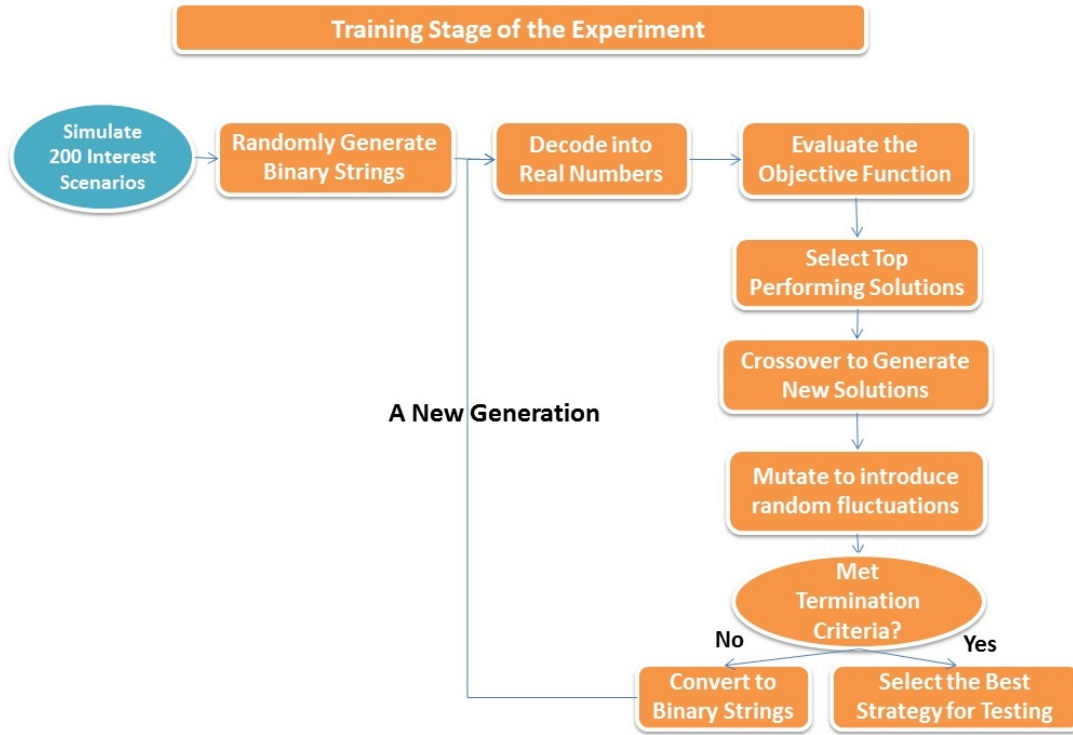 Training Stage of the Experiment
Simulate
200 Interest
Scenarios
Randomly Generate
Binary Strings
Decode into
Real Numbers
Evaluate the
Objective Function
Select Top
Performing Solutions
Crossover to Generate
New Solutions
A New Generation
Mutate to introduce
random fluctuations
Met
Termination
Criteria?
No
Yes
Convert to
Binary Strings
Select the Best
Strategy for Testing